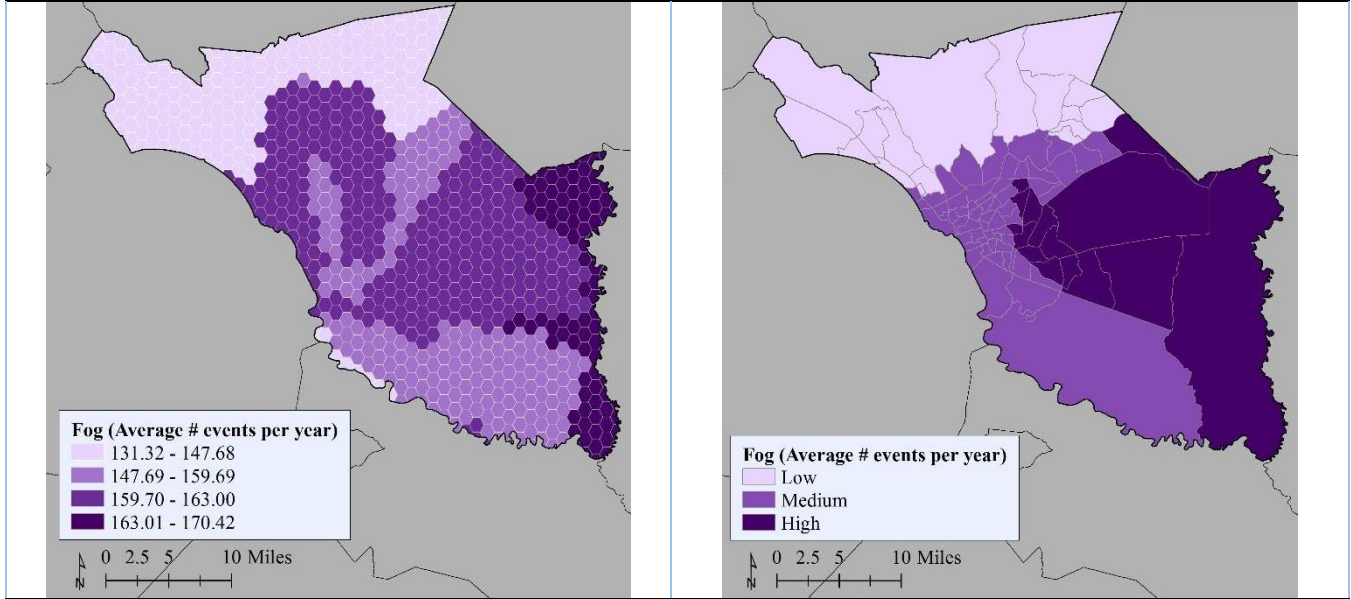 Fog (Average # events per year)
131.32 - 147.68
147.69 - 159.69
159.70 - 163.00
163.01 - 170.42
N
0 2.5 5 10 Miles
Fog (Average # events per year)
Low
Medium
High
N
0 2.5 5 10 Miles